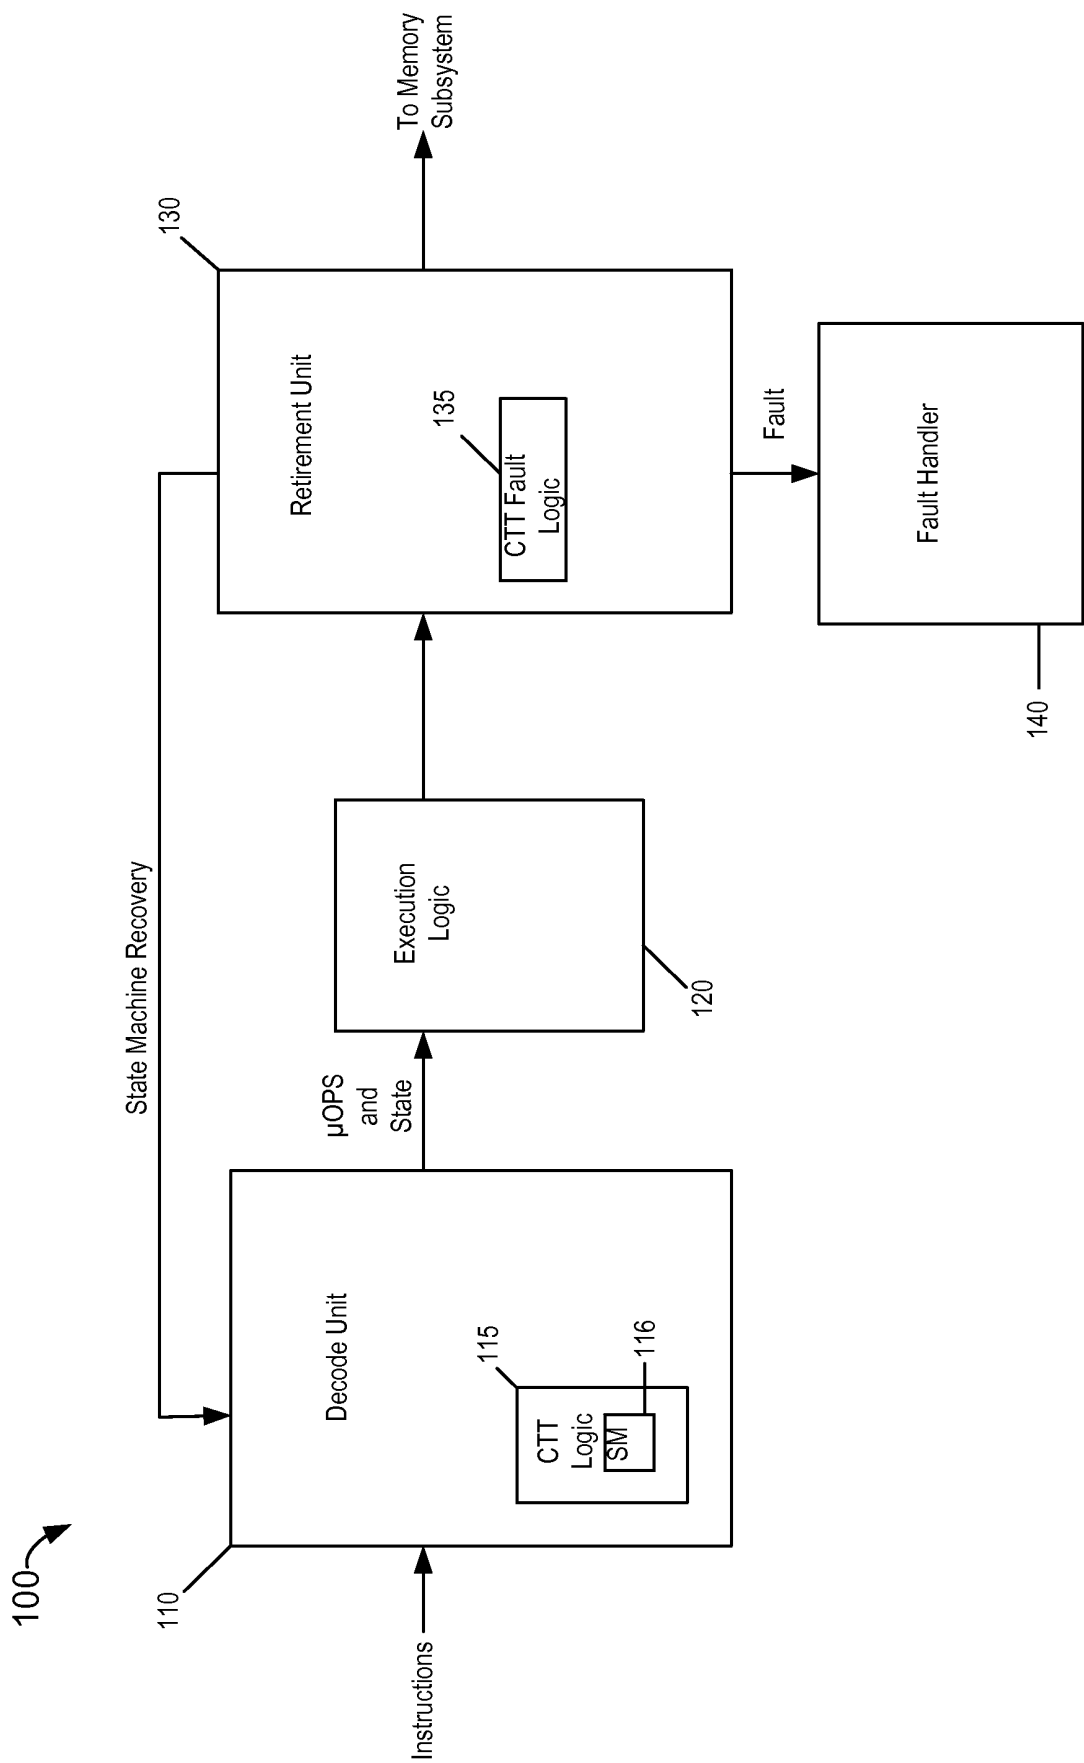 100
State Machine Recovery
110
130
Instructions
Decode Unit
115
CTT
Logic
SM
116
µOPS
and
State
Execution
Logic
120
Retirement Unit
135
CTT Fault
Logic
To Memory
Subsystem
Fault
Fault Handler
140